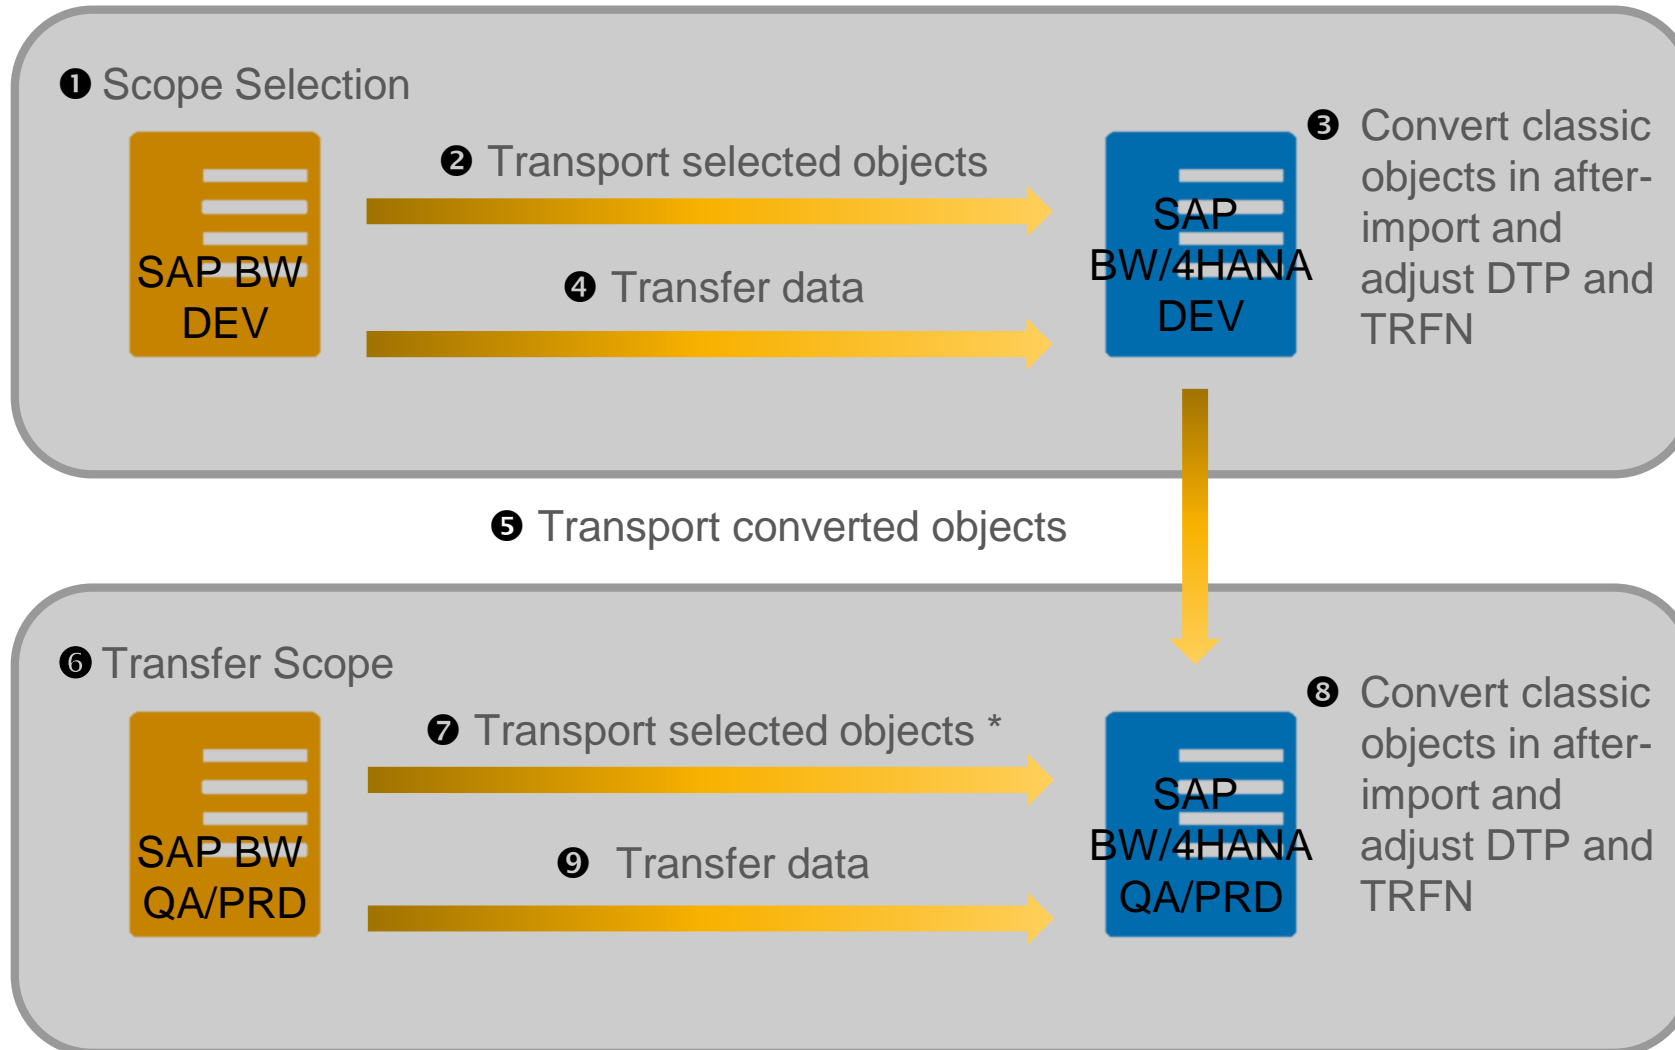 ❶ Scope Selection
SAP BW
DEV
❷ Transport selected objects
❹ Transfer data
SAP
BW/4HANA
DEV
❸ Convert classic
objects in after-
import and
adjust DTP and
TRFN
❺ Transport converted objects
❻ Transfer Scope
SAP BW
QA/PRD
❼ Transport selected objects *
❾ Transfer data
SAP
BW/4HANA
QA/PRD
❽ Convert classic
objects in after-
import and
adjust DTP and
TRFN